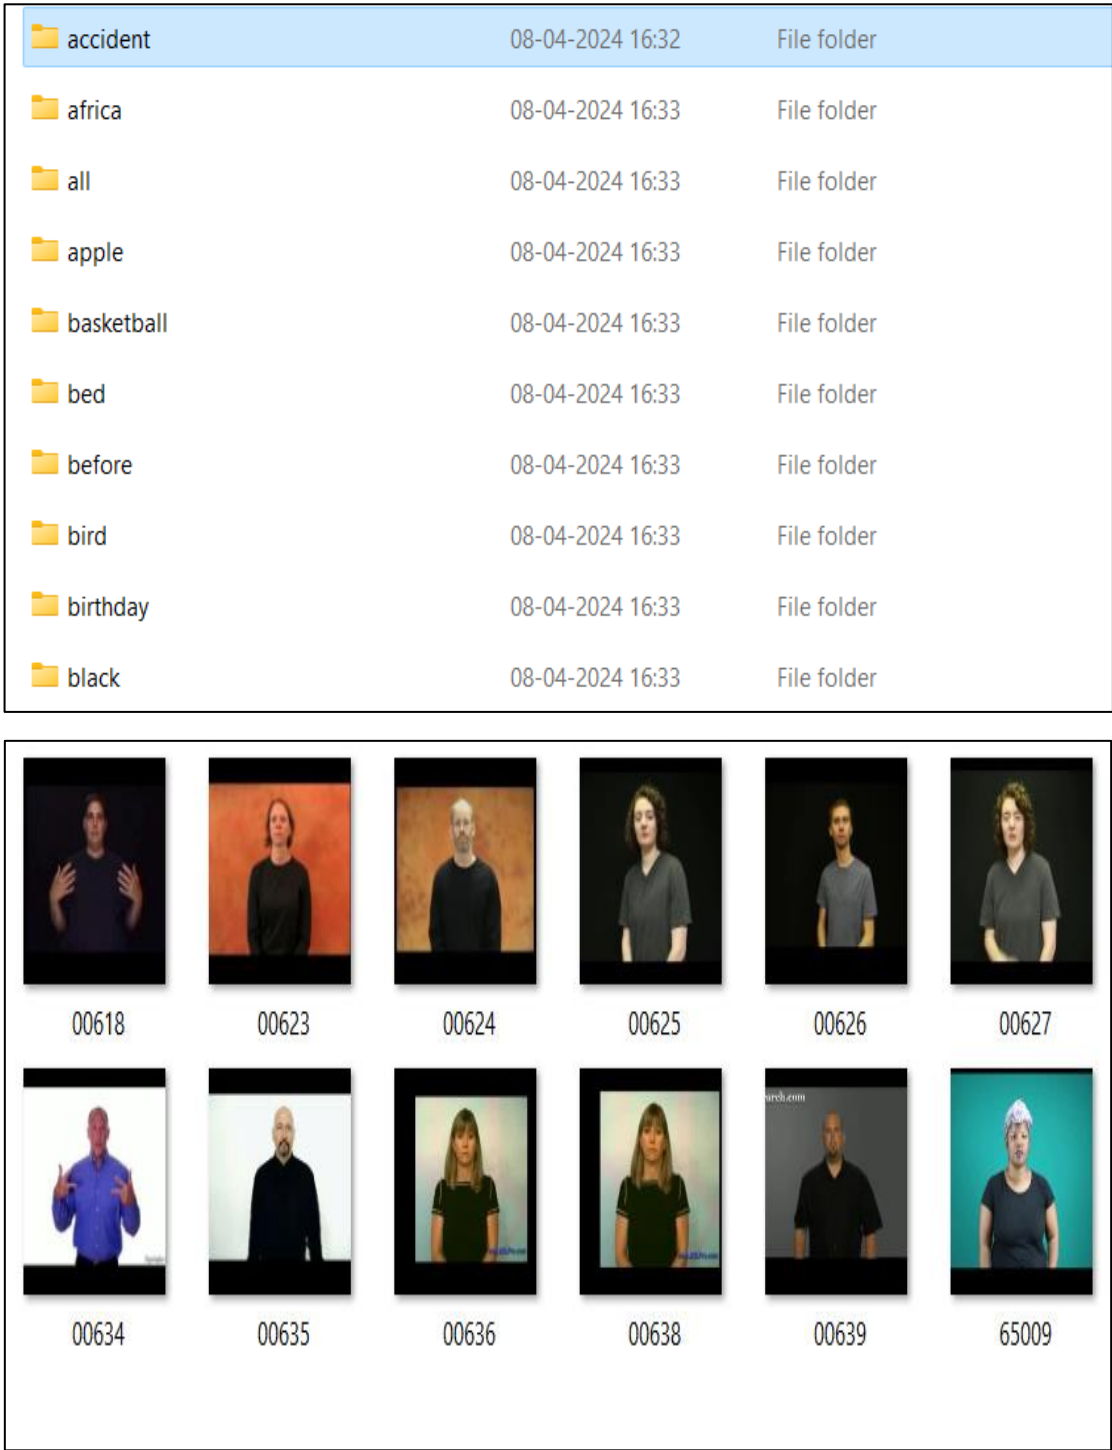 accident 08-04-2024 16:32 File folder
africa 08-04-2024 16:33 File folder
all 08-04-2024 16:33 File folder
apple 08-04-2024 16:33 File folder
basketball 08-04-2024 16:33 File folder
bed 08-04-2024 16:33 File folder
before 08-04-2024 16:33 File folder
bird 08-04-2024 16:33 File folder
birthday 08-04-2024 16:33 File folder
black 08-04-2024 16:33 File folder
00618 00623 00624 00625 00626 00627
00634 00635 00636 00638 00639 65009